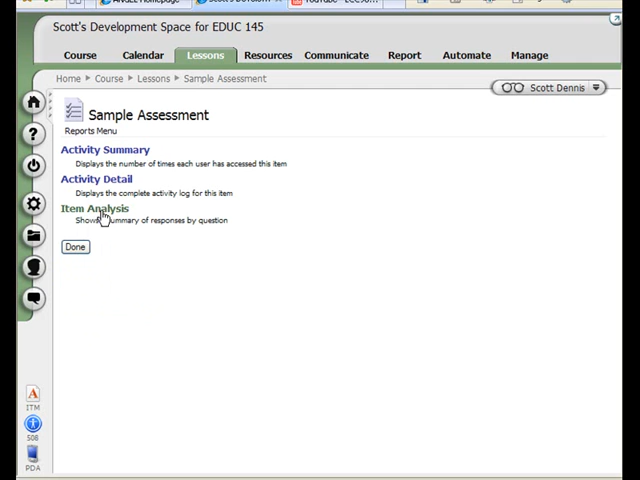 ANGEL Homepage
Scott's Development Space for EDUC 145
Course Calendar Lessons Resources Communicate Report Automate Manage
Home Course Lessons Sample Assessment
Scott Dennis
Sample Assessment
Reports Menu
Activity Summary
Displays the number of times each user has accessed this item
Activity Detail
Displays the complete activity log for this item
Item Analysis
Shows summary of responses by question
Done
ITM
508
PDA